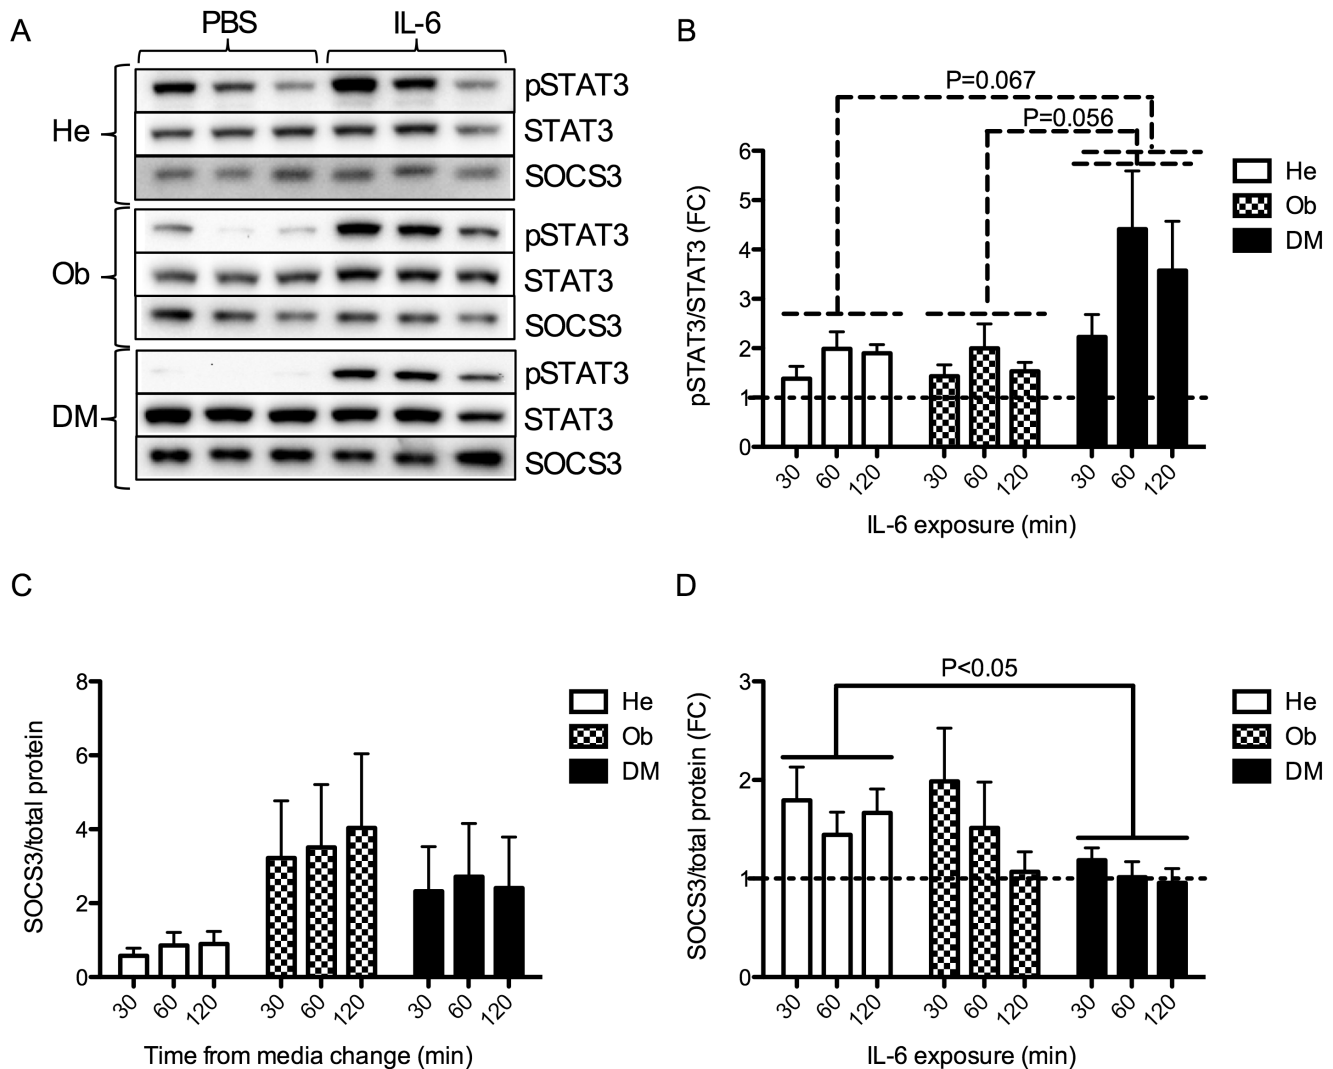 A
PBS
IL-6
He
pSTAT3
STAT3
SOCS3
Ob
pSTAT3
STAT3
SOCS3
DM
pSTAT3
STAT3
SOCS3
B
P=0.067
P=0.056
pSTAT3/STAT3 (FC)
6
5
4
3
2
1
0
30
60
120
30
60
120
30
60
120
IL-6 exposure (min)
He
Ob
DM
C
SOCS3/total protein
8
6
4
2
0
30
60
120
30
60
120
30
60
120
Time from media change (min)
He
Ob
DM
D
P<0.05
SOCS3/total protein (FC)
3
2
1
0
30
60
120
30
60
120
30
60
120
IL-6 exposure (min)
He
Ob
DM